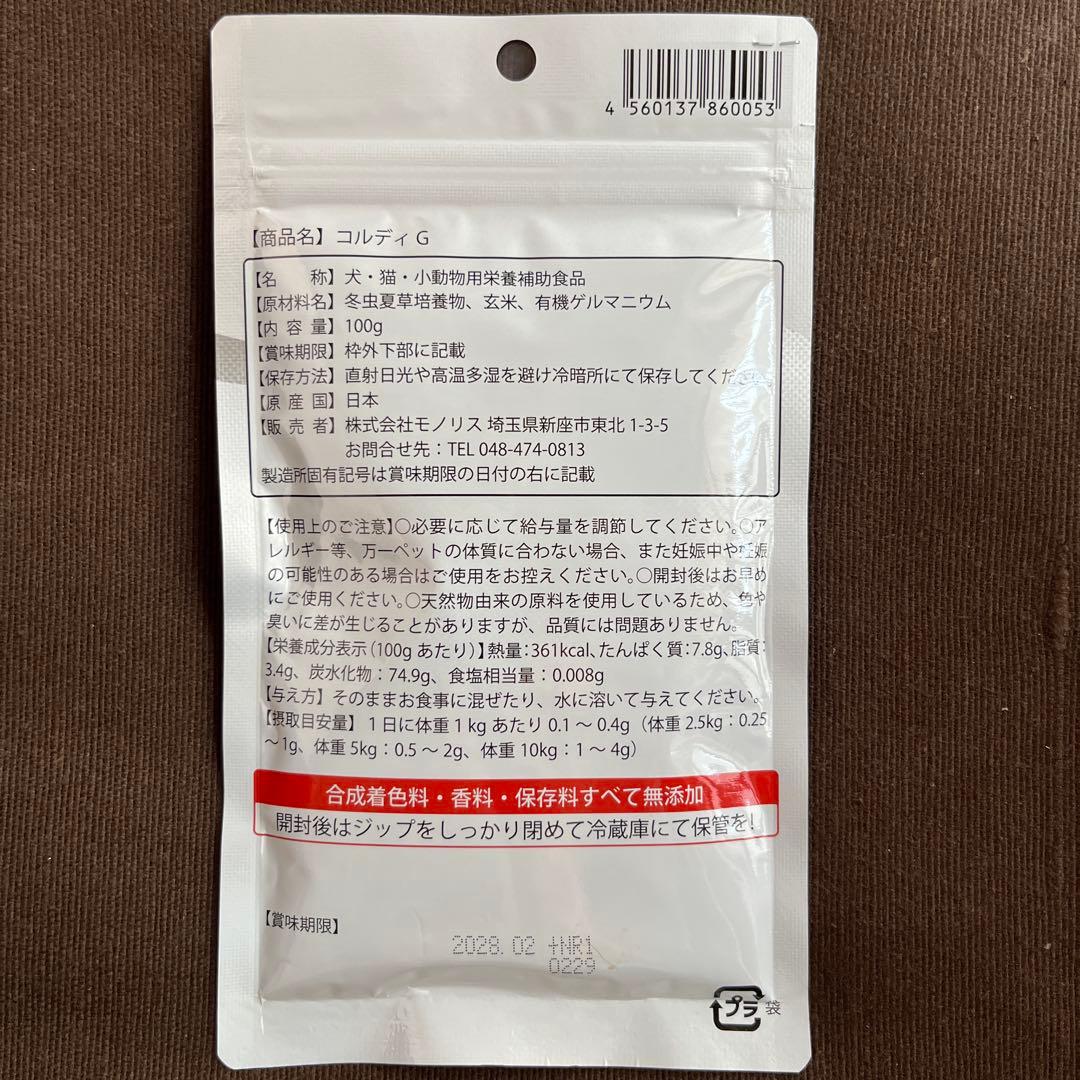 4 560137 860053
【商品名】コルディ G
【名　　称】犬・猫・小動物用栄養補助食品
【原材料名】冬虫夏草培養物、玄米、有機ゲルマニウム
【内 容 量】100g
【賞味期限】枠外下部に記載
【保存方法】直射日光や高温多湿を避け冷暗所にて保存してください。
【原 産 国】日本
【販 売 者】株式会社モノリス 埼玉県新座市東北 1-3-5
お問合せ先：TEL 048-474-0813
製造所固有記号は賞味期限の日付の右に記載
【使用上のご注意】○必要に応じて給与量を調節してください。○ア
レルギー等、万一ペットの体質に合わない場合、また妊娠中や妊娠
の可能性のある場合はご使用をお控えください。○開封後はお早め
にご使用ください。○天然物由来の原料を使用しているため、色や
臭いに差が生じることがありますが、品質には問題ありません。
【栄養成分表示（100g あたり）】熱量：361kcal、たんぱく質：7.8g、脂質：
3.4g、炭水化物：74.9g、食塩相当量：0.008g
【与え方】そのままお食事に混ぜたり、水に溶いて与えてください。
【摂取目安量】1日に体重 1 kg あたり 0.1 〜 0.4g（体重 2.5kg：0.25
〜 1g、体重 5kg：0.5 〜 2g、体重 10kg：1 〜 4g）
合成着色料・香料・保存料すべて無添加
開封後はジップをしっかり閉めて冷蔵庫にて保管を!
【賞味期限】
2028.02 +NR1
0229
プラ 袋